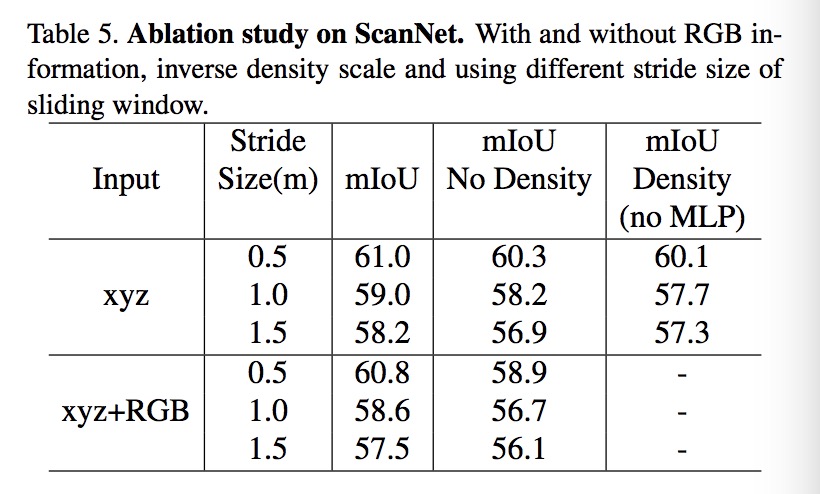 Table 5. Ablation study on ScanNet. With and without RGB in-
formation, inverse density scale and using different stride size of
sliding window.
Input Stride Size(m) mIoU mIoU No Density mIoU Density (no MLP)
xyz 0.5 61.0 60.3 60.1
1.0 59.0 58.2 57.7
1.5 58.2 56.9 57.3
xyz+RGB 0.5 60.8 58.9 -
1.0 58.6 56.7 -
1.5 57.5 56.1 -